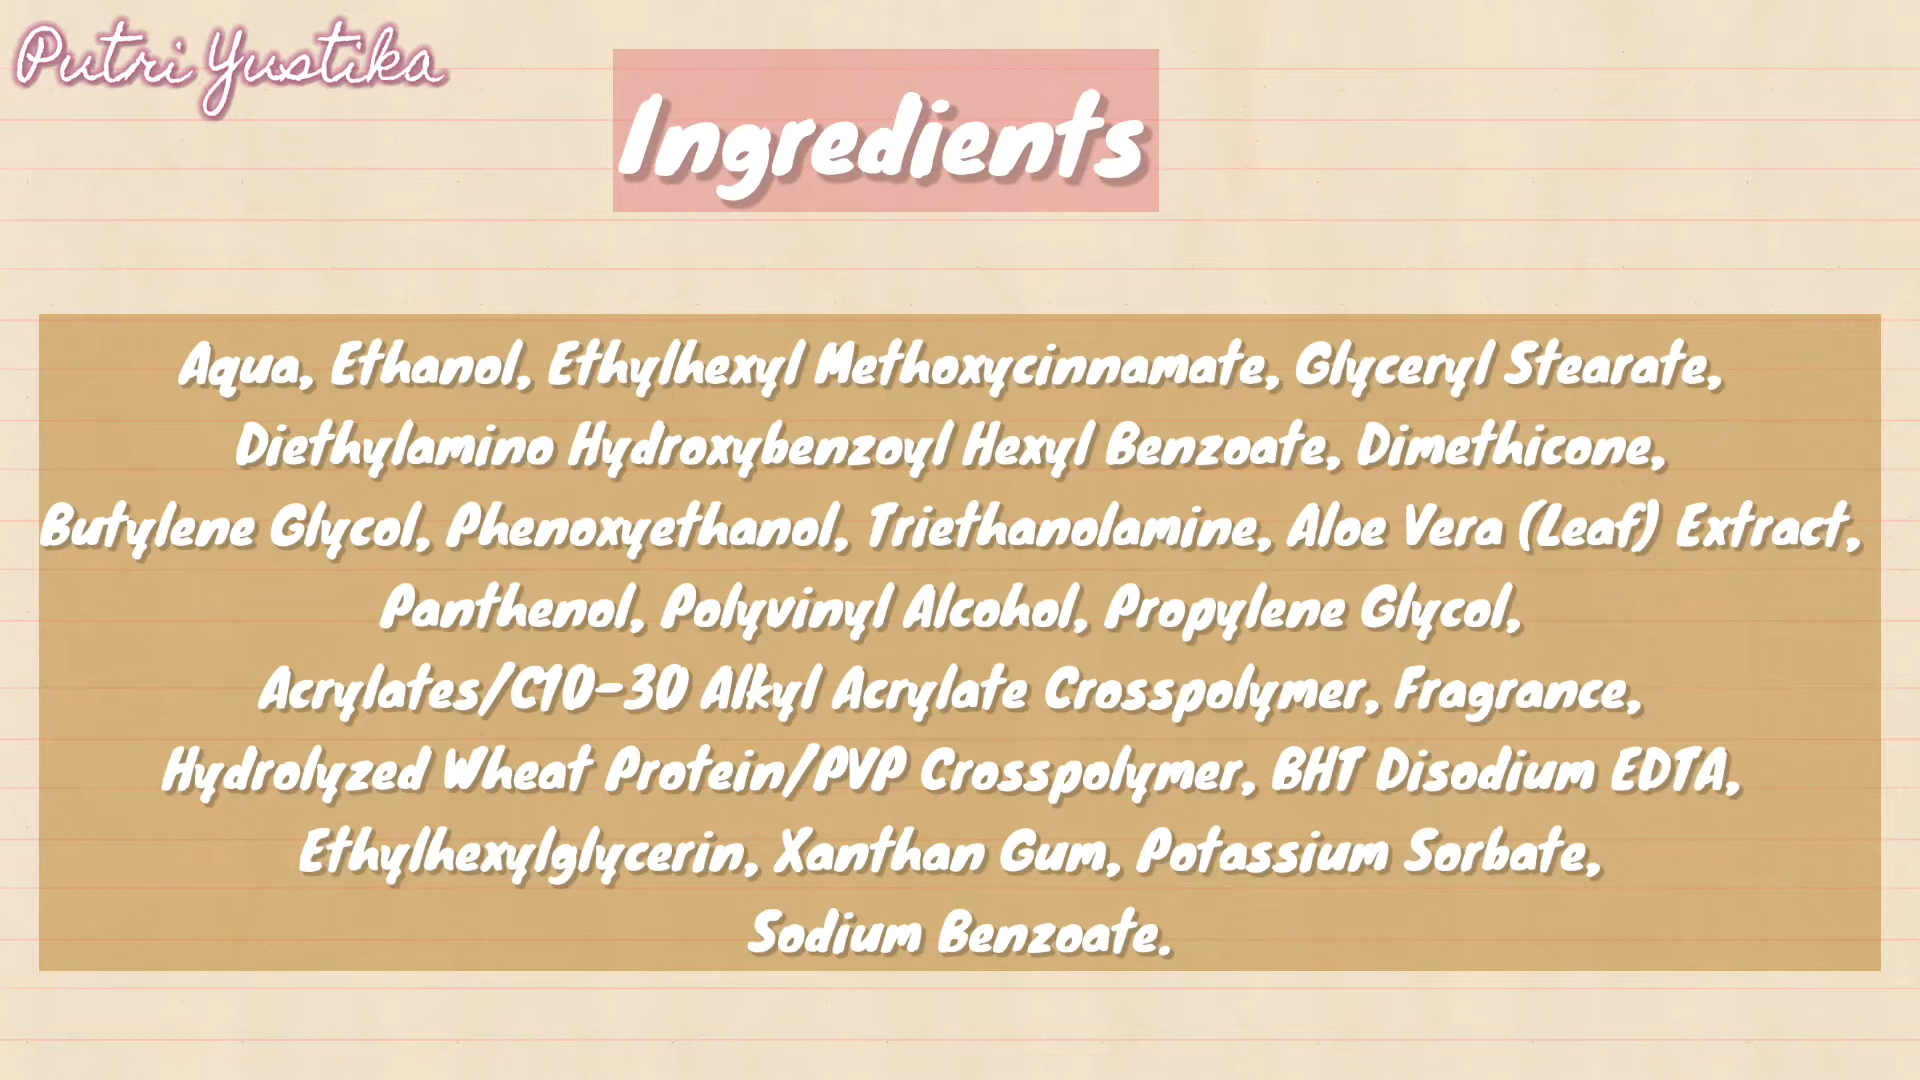 Putri Yustika
Ingredients
Aqua, Ethanol, Ethylhexyl Methoxycinnamate, Glyceryl Stearate,
Diethylamino Hydroxybenzoyl Hexyl Benzoate, Dimethicone,
Butylene Glycol, Phenoxyethanol, Triethanolamine, Aloe Vera (Leaf) Extract,
Panthenol, Polyvinyl Alcohol, Propylene Glycol,
Acrylates/C10-30 Alkyl Acrylate Crosspolymer, Fragrance,
Hydrolyzed Wheat Protein/PVP Crosspolymer, BHT Disodium EDTA,
Ethylhexylglycerin, Xanthan Gum, Potassium Sorbate,
Sodium Benzoate.